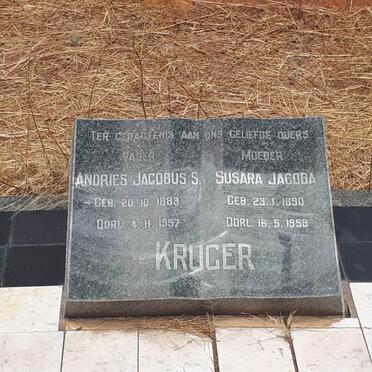 TER GEDAGTENIS AAN ONS GELIEFDE OUERS
VADER MOEDER
ANDRIES JACOBUS S. SUSARA JACOBA
GEB. 20.10.1883 GEB. 23.1.1890
OORL. 4.11.1957 OORL. 16.5.1958
KRUGER